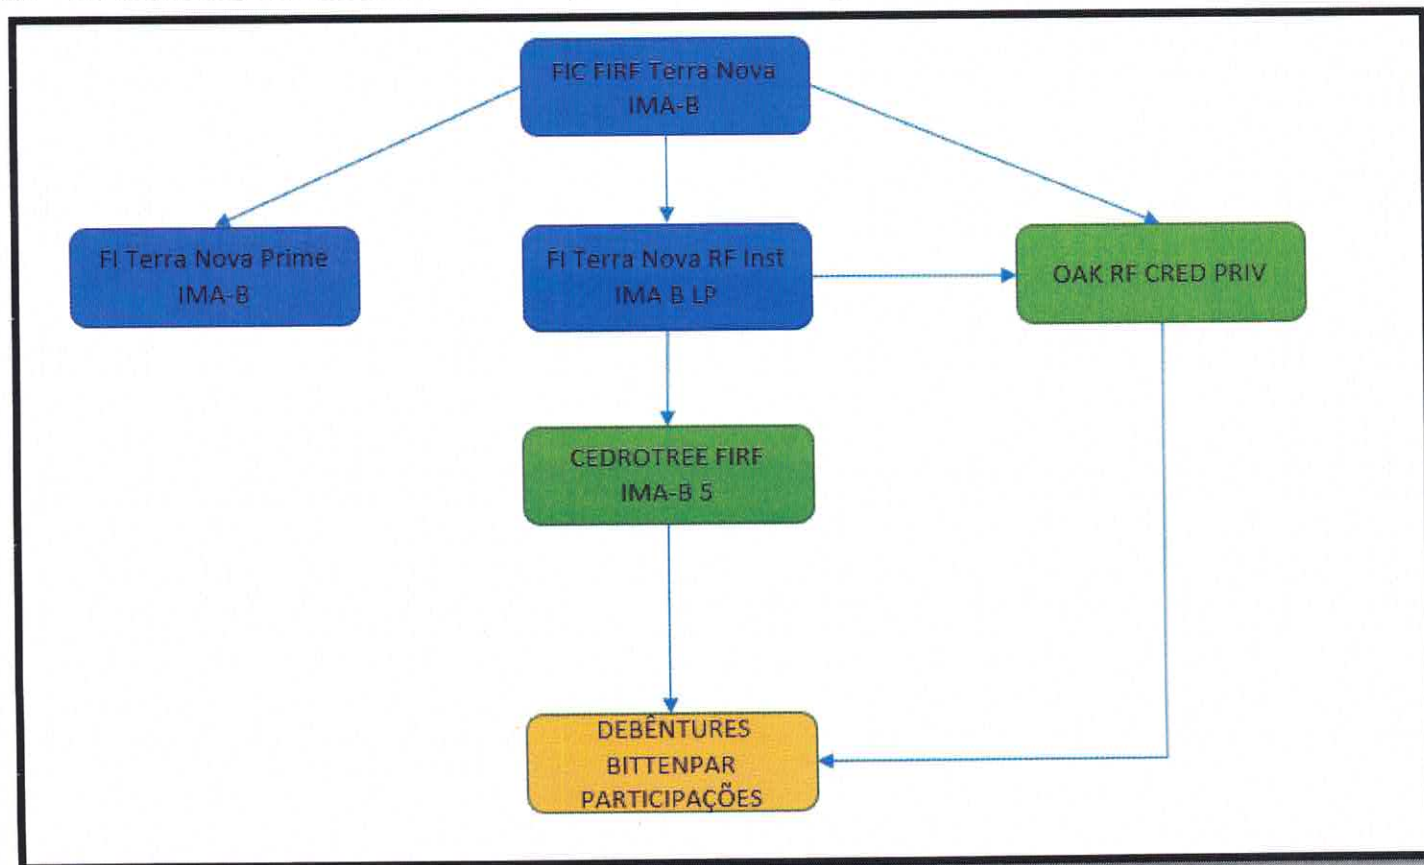 FIC FIRF Terra Nova
IMA-B
FI Terra Nova Prime
IMA-B
FI Terra Nova RF Inst
IMA B LP
OAK RF CRED PRIV
CEDROTREE FIRF
IMA-B 5
DEBÊNTURES
BITTENPAR
PARTICIPAÇÕES